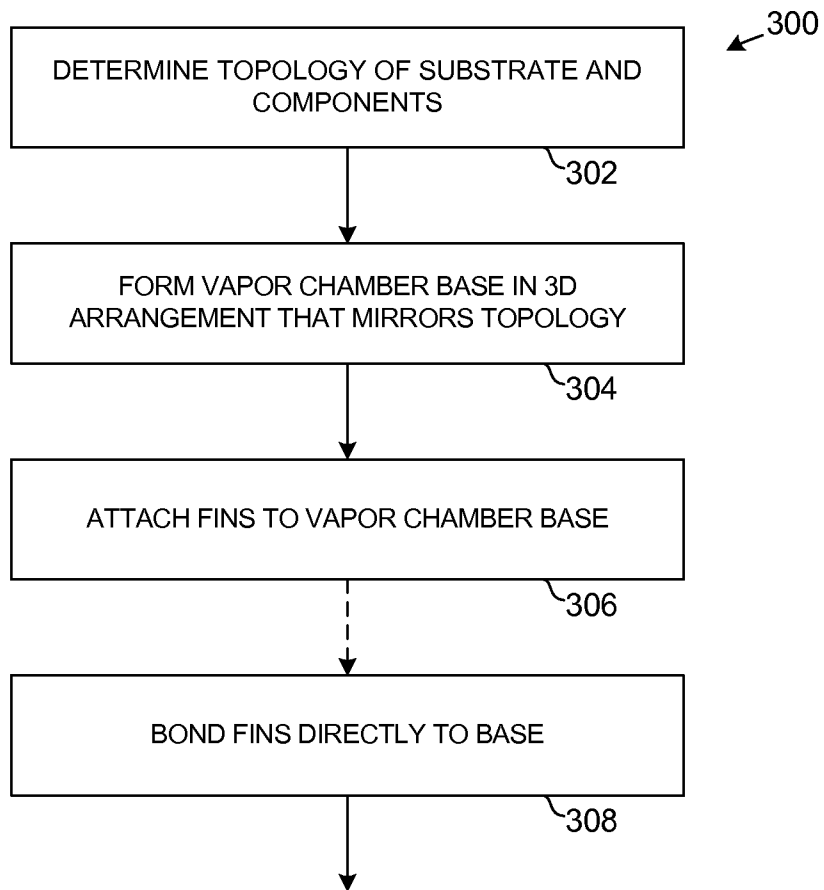 300
DETERMINE TOPOLOGY OF SUBSTRATE AND
COMPONENTS
302
FORM VAPOR CHAMBER BASE IN 3D
ARRANGEMENT THAT MIRRORS TOPOLOGY
304
ATTACH FINS TO VAPOR CHAMBER BASE
306
BOND FINS DIRECTLY TO BASE
308